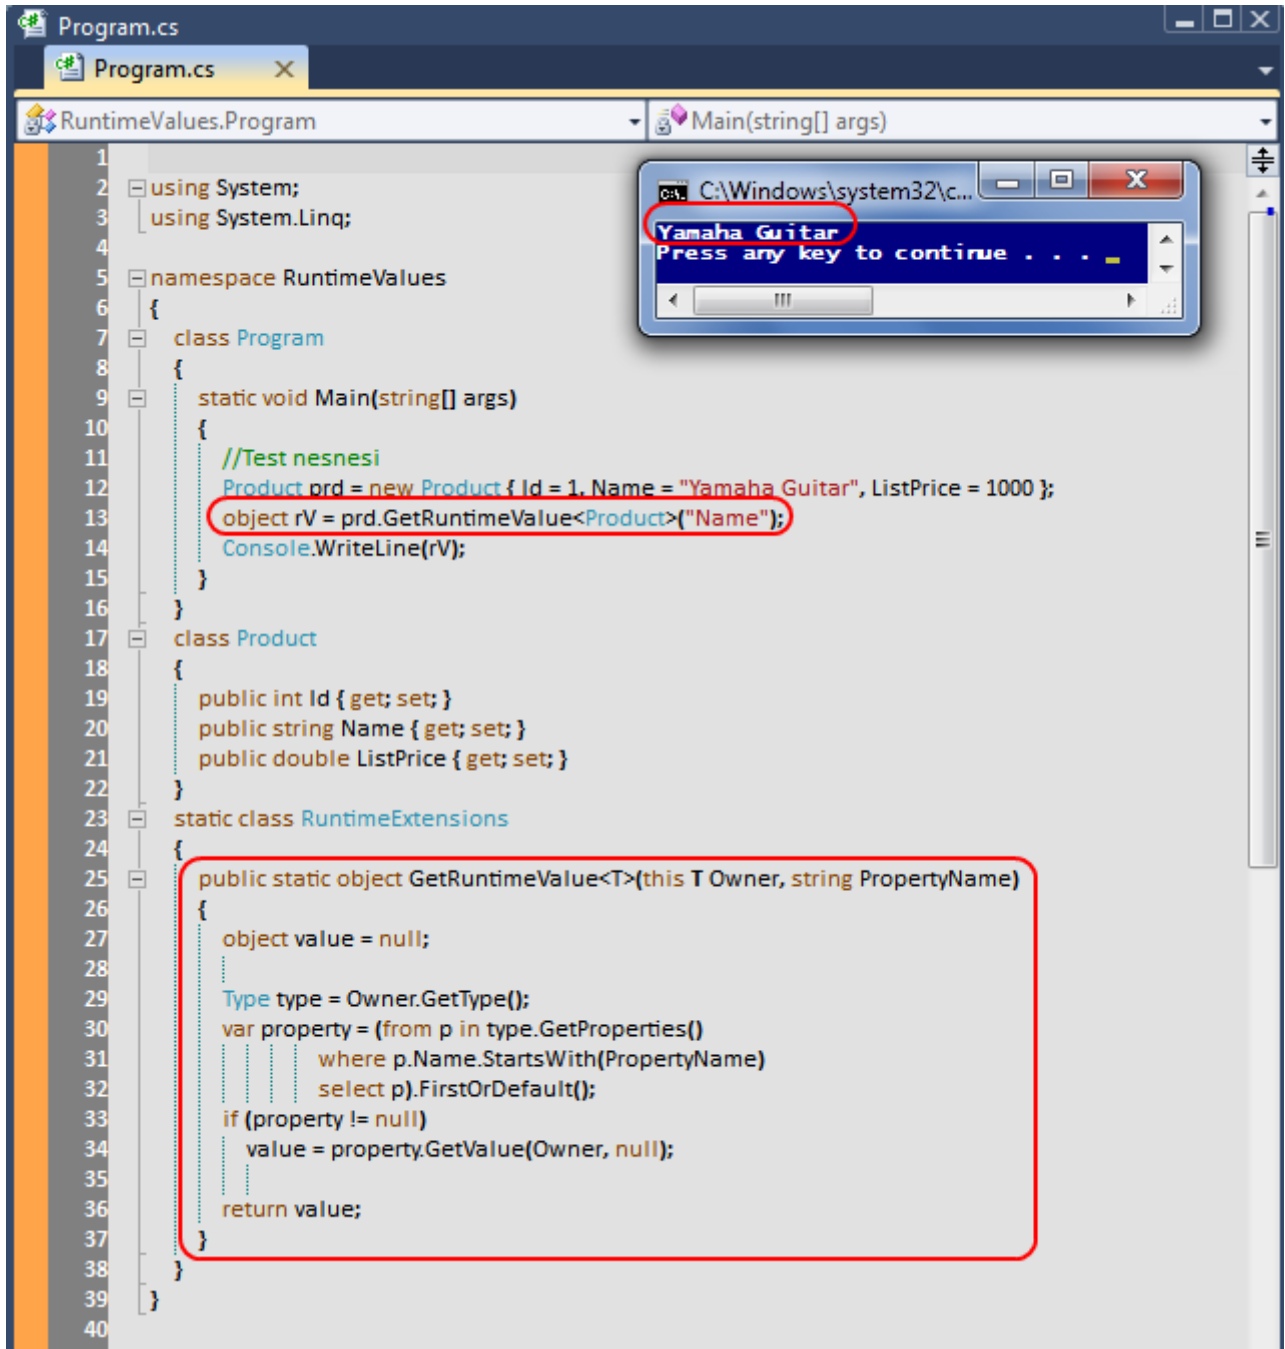 Program.cs
Program.cs
RuntimeValues.Program
Main(string[] args)
C:\Windows\system32\c...
Yamaha Guitar
Press any key to continue . . .
1
2 using System;
3 using System.Linq;
4
5 namespace RuntimeValues
6 {
7 class Program
8 {
9 static void Main(string[] args)
10 {
11 //Test nesnesi
12 Product prd = new Product { Id = 1, Name = "Yamaha Guitar", ListPrice = 1000 };
13 object rV = prd.GetRuntimeValue<Product>("Name");
14 Console.WriteLine(rV);
15 }
16 }
17 class Product
18 {
19 public int Id { get; set; }
20 public string Name { get; set; }
21 public double ListPrice { get; set; }
22 }
23 static class RuntimeExtensions
24 {
25 public static object GetRuntimeValue<T>(this T Owner, string PropertyName)
26 {
27 object value = null;
28
29 Type type = Owner.GetType();
30 var property = (from p in type.GetProperties()
31 where p.Name.StartsWith(PropertyName)
32 select p).FirstOrDefault();
33 if (property != null)
34 value = property.GetValue(Owner, null);
35
36 return value;
37 }
38 }
39 }
40